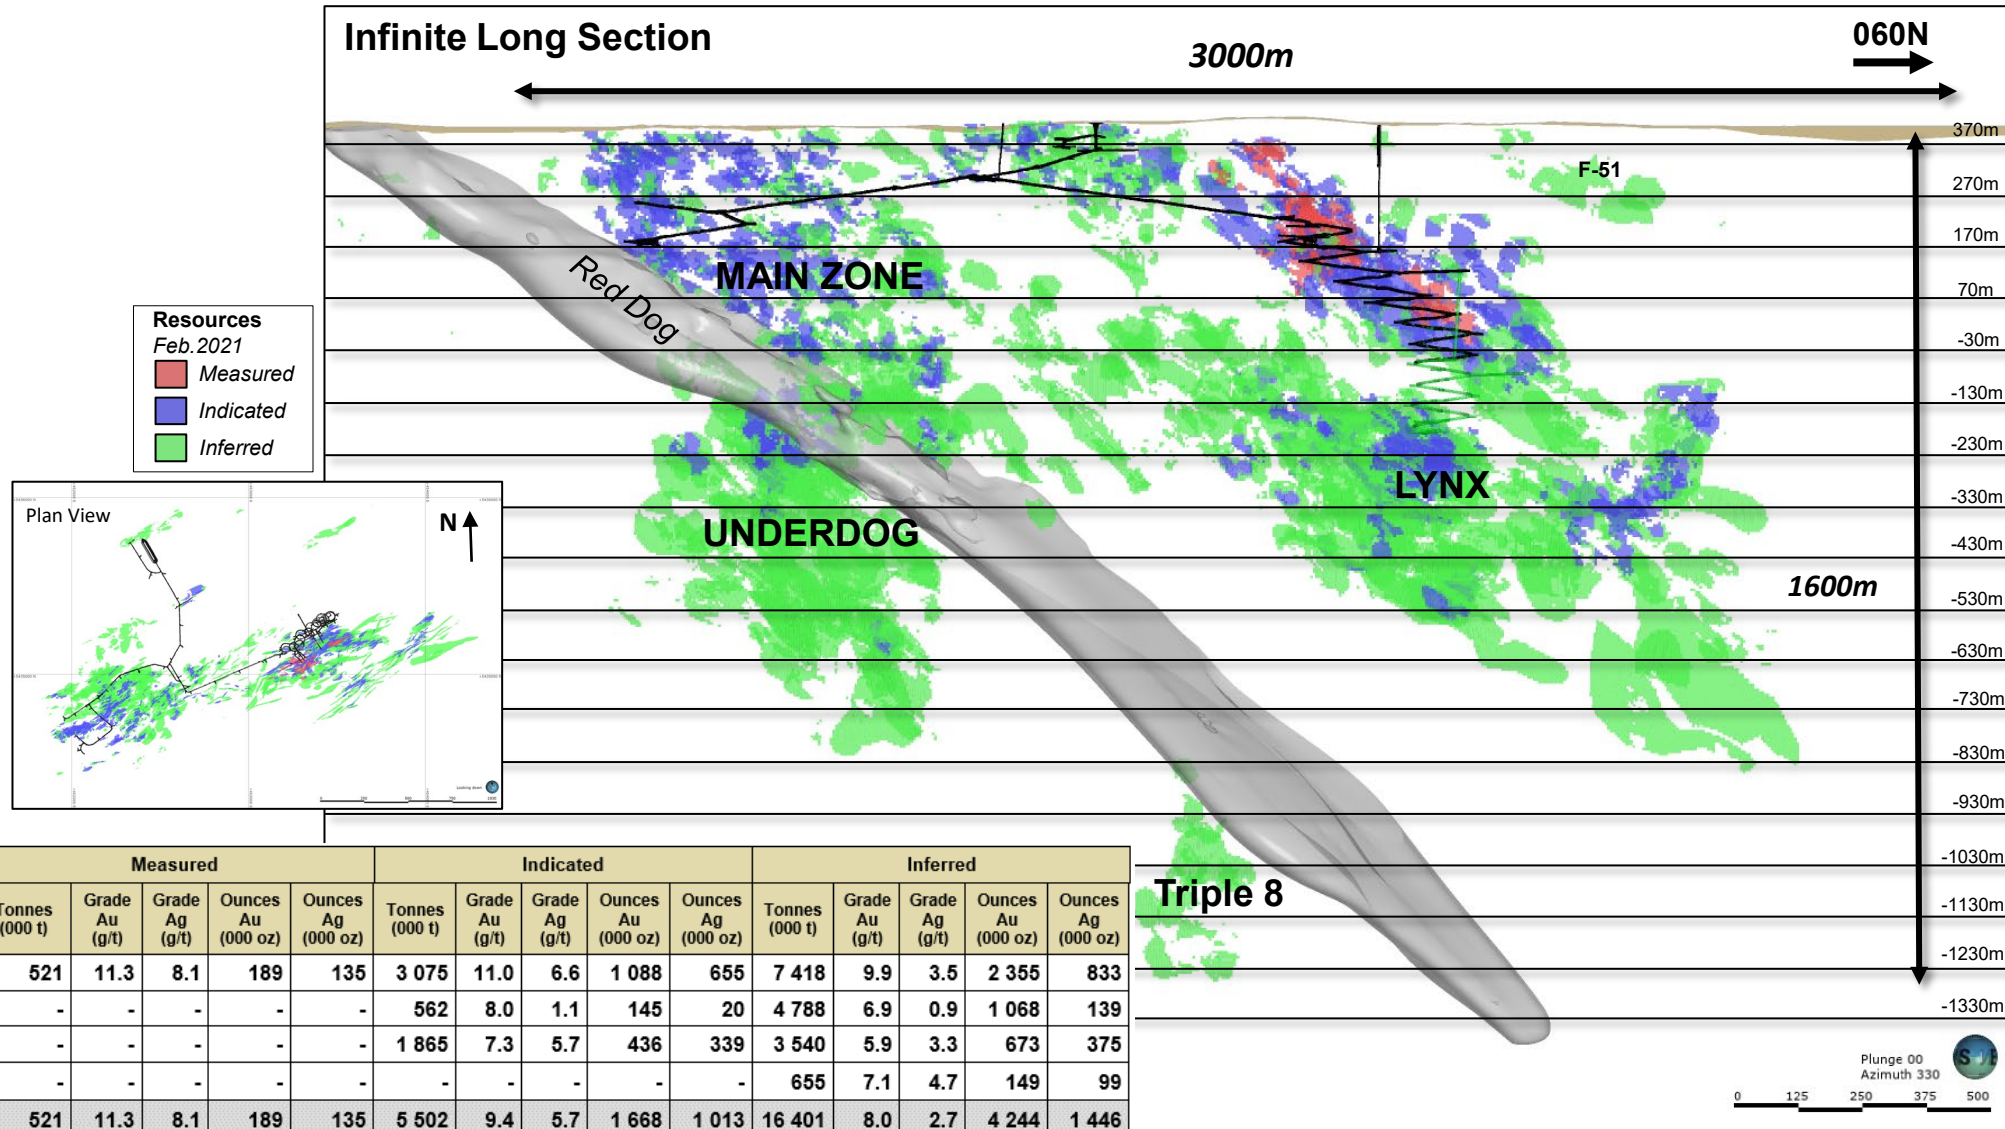 Infinite Long Section
3000m
060N
370m
F-51
270m
170m
MAIN ZONE
Red Dog
70m
-30m
Resources
Feb.2021
Measured
Indicated
Inferred
-130m
-230m
LYNX
-330m
UNDERDOG
-430m
1600m
-530m
-630m
-730m
-830m
-930m
-1030m
Triple 8
-1130m
-1230m
-1330m
Plan View
N
Looking down
Measured Indicated Inferred
Tonnes (000 t) Grade Au (g/t) Grade Ag (g/t) Ounces Au (000 oz) Ounces Ag (000 oz) Tonnes (000 t) Grade Au (g/t) Grade Ag (g/t) Ounces Au (000 oz) Ounces Ag (000 oz) Tonnes (000 t) Grade Au (g/t) Grade Ag (g/t) Ounces Au (000 oz) Ounces Ag (000 oz)
521 11.3 8.1 189 135 3 075 11.0 6.6 1 088 655 7 418 9.9 3.5 2 355 833
- - - - - 562 8.0 1.1 145 20 4 788 6.9 0.9 1 068 139
- - - - - 1 865 7.3 5.7 436 339 3 540 5.9 3.3 673 375
- - - - - - - - - - 655 7.1 4.7 149 99
521 11.3 8.1 189 135 5 502 9.4 5.7 1 668 1 013 16 401 8.0 2.7 4 244 1 446
Plunge 00
Azimuth 330
0 125 250 375 500